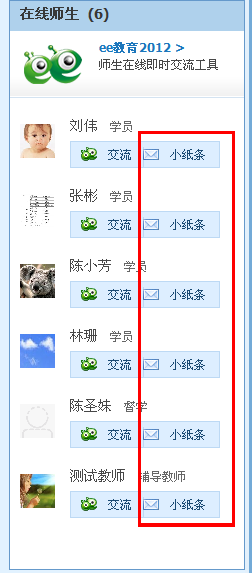 在线师生 (6)
ee教育2012 >
师生在线即时交流工具
刘伟 学员
交流 小纸条
张彬 学员
交流 小纸条
陈小芳 学员
交流 小纸条
林珊 学员
交流 小纸条
陈圣妹 督学
交流 小纸条
测试教师 辅导教师
交流 小纸条